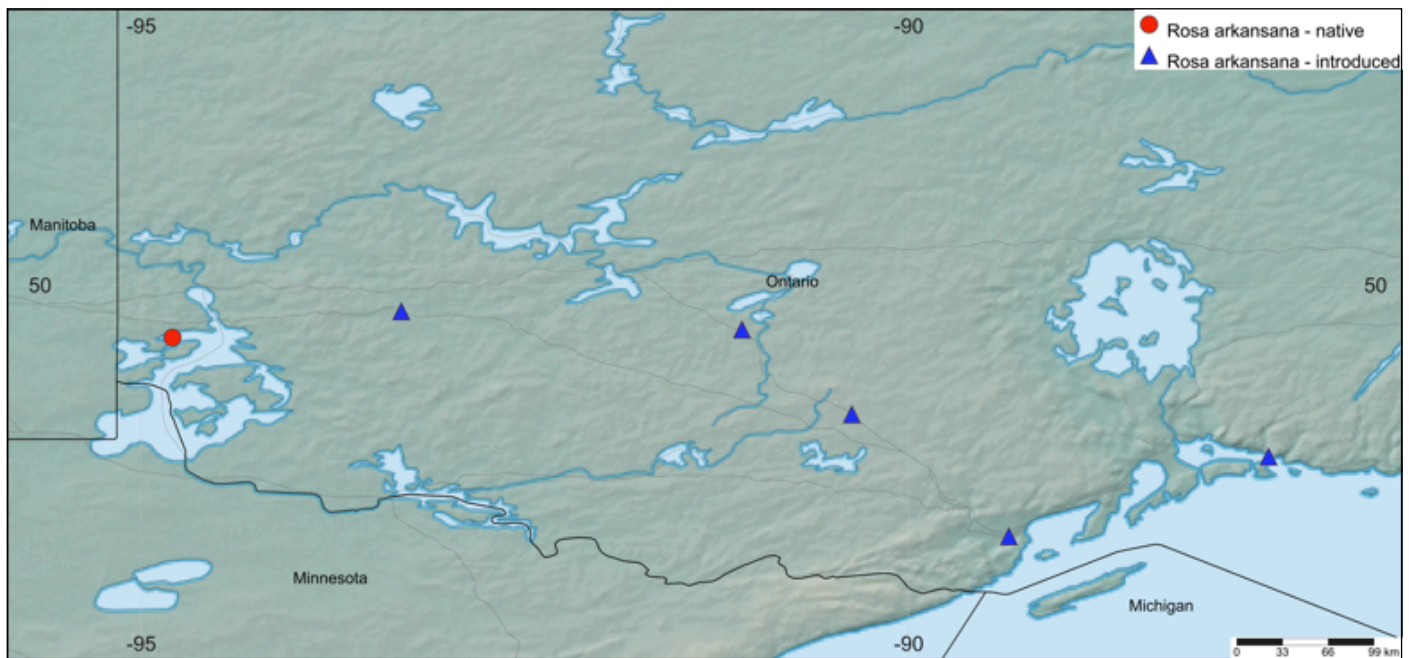 -95
-90
Rosa arkansana - native
Rosa arkansana - introduced
Manitoba
50
Ontario
50
Minnesota
Michigan
-95
-90
0 33 66 99 km